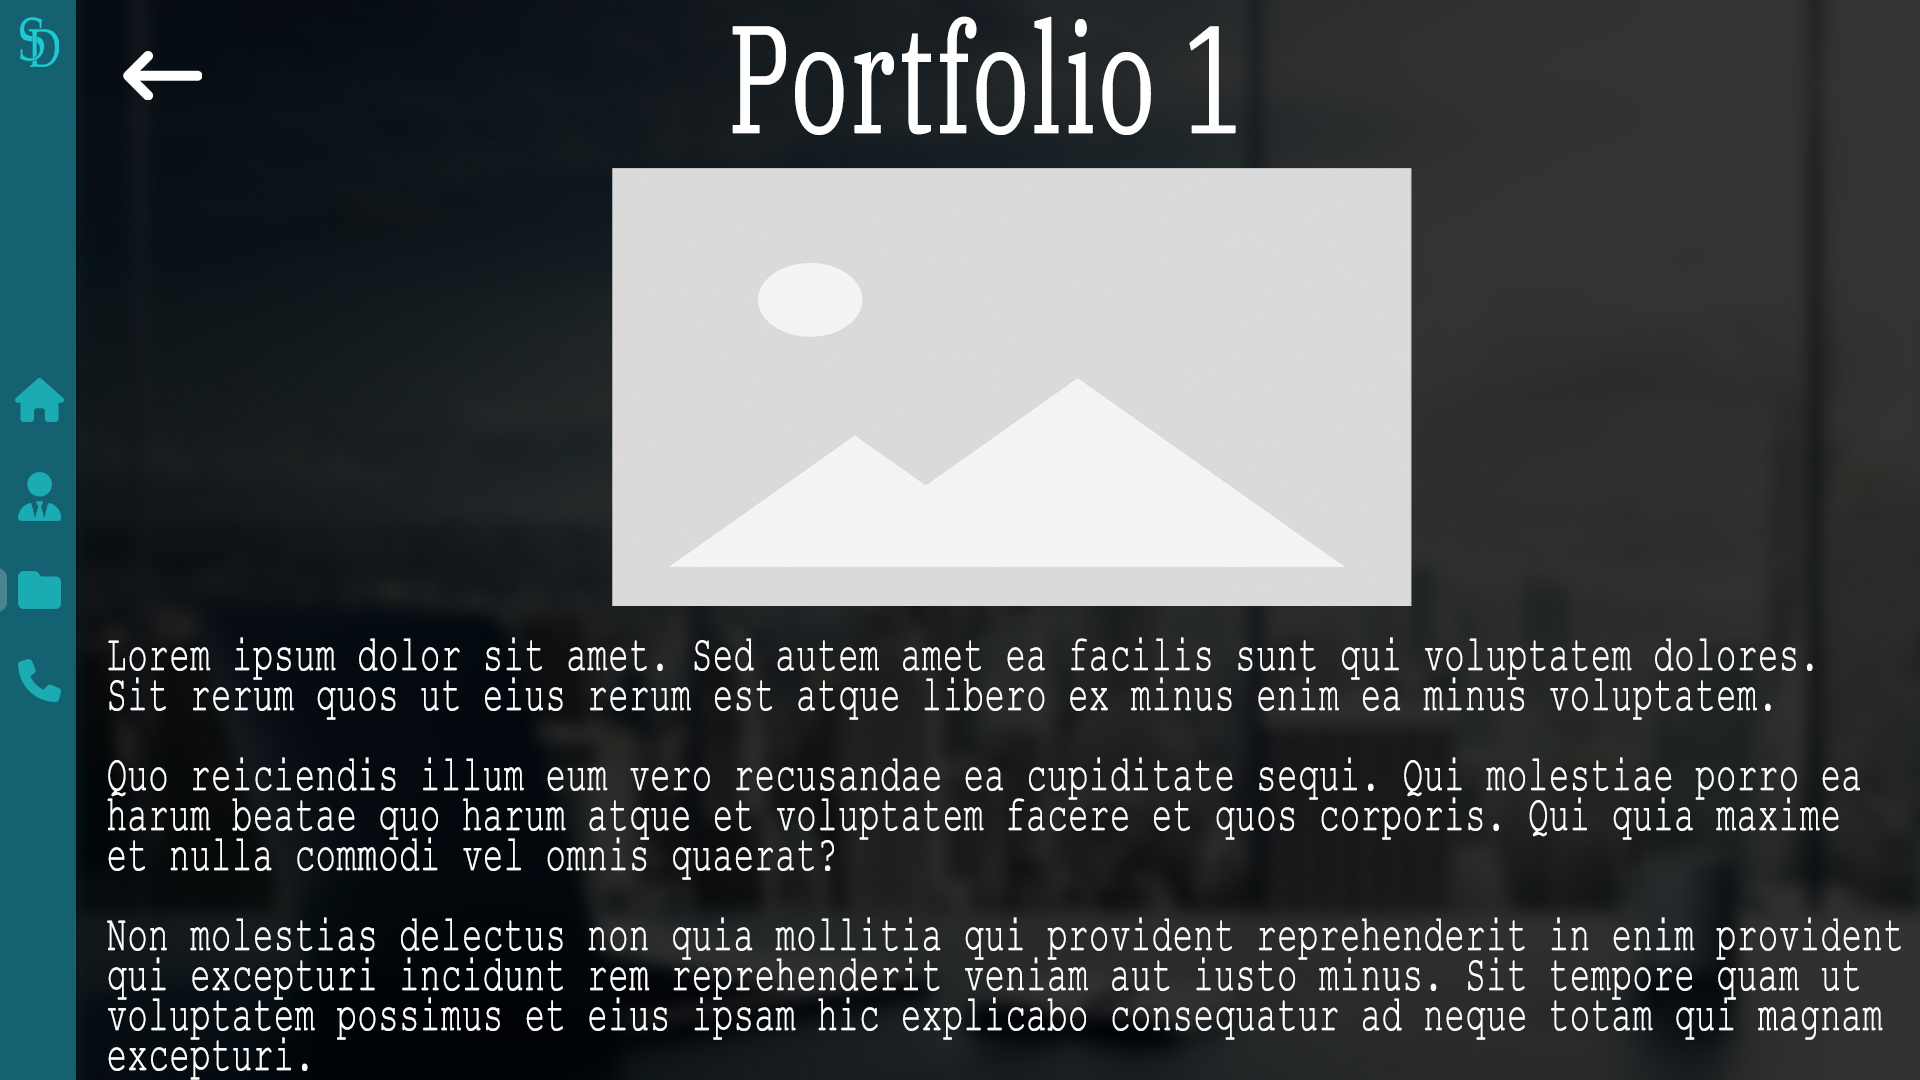 SD
Portfolio 1
Lorem ipsum dolor sit amet. Sed autem amet ea facilis sunt qui voluptatem dolores.
Sit rerum quos ut eius rerum est atque libero ex minus enim ea minus voluptatem.
Quo reiciendis illum eum vero recusandae ea cupiditate sequi. Qui molestiae porro ea
harum beatae quo harum atque et voluptatem facere et quos corporis. Qui quia maxime
et nulla commodi vel omnis quaerat?
Non molestias delectus non quia mollitia qui provident reprehenderit in enim provident
qui excepturi incidunt rem reprehenderit veniam aut iusto minus. Sit tempore quam ut
voluptatem possimus et eius ipsam hic explicabo consequatur ad neque totam qui magnam
excepturi.